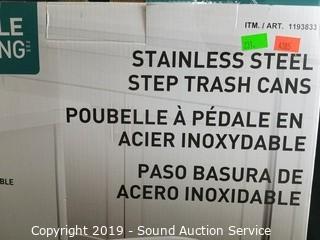 LE
NG
ITM. / ART. 1193833
STAINLESS STEEL
STEP TRASH CANS
POUBELLE À PÉDALE EN
ACIER INOXYDABLE
PASO BASURA DE
ACERO INOXIDABLE
BLE
Copyright 2019 - Sound Auction Service